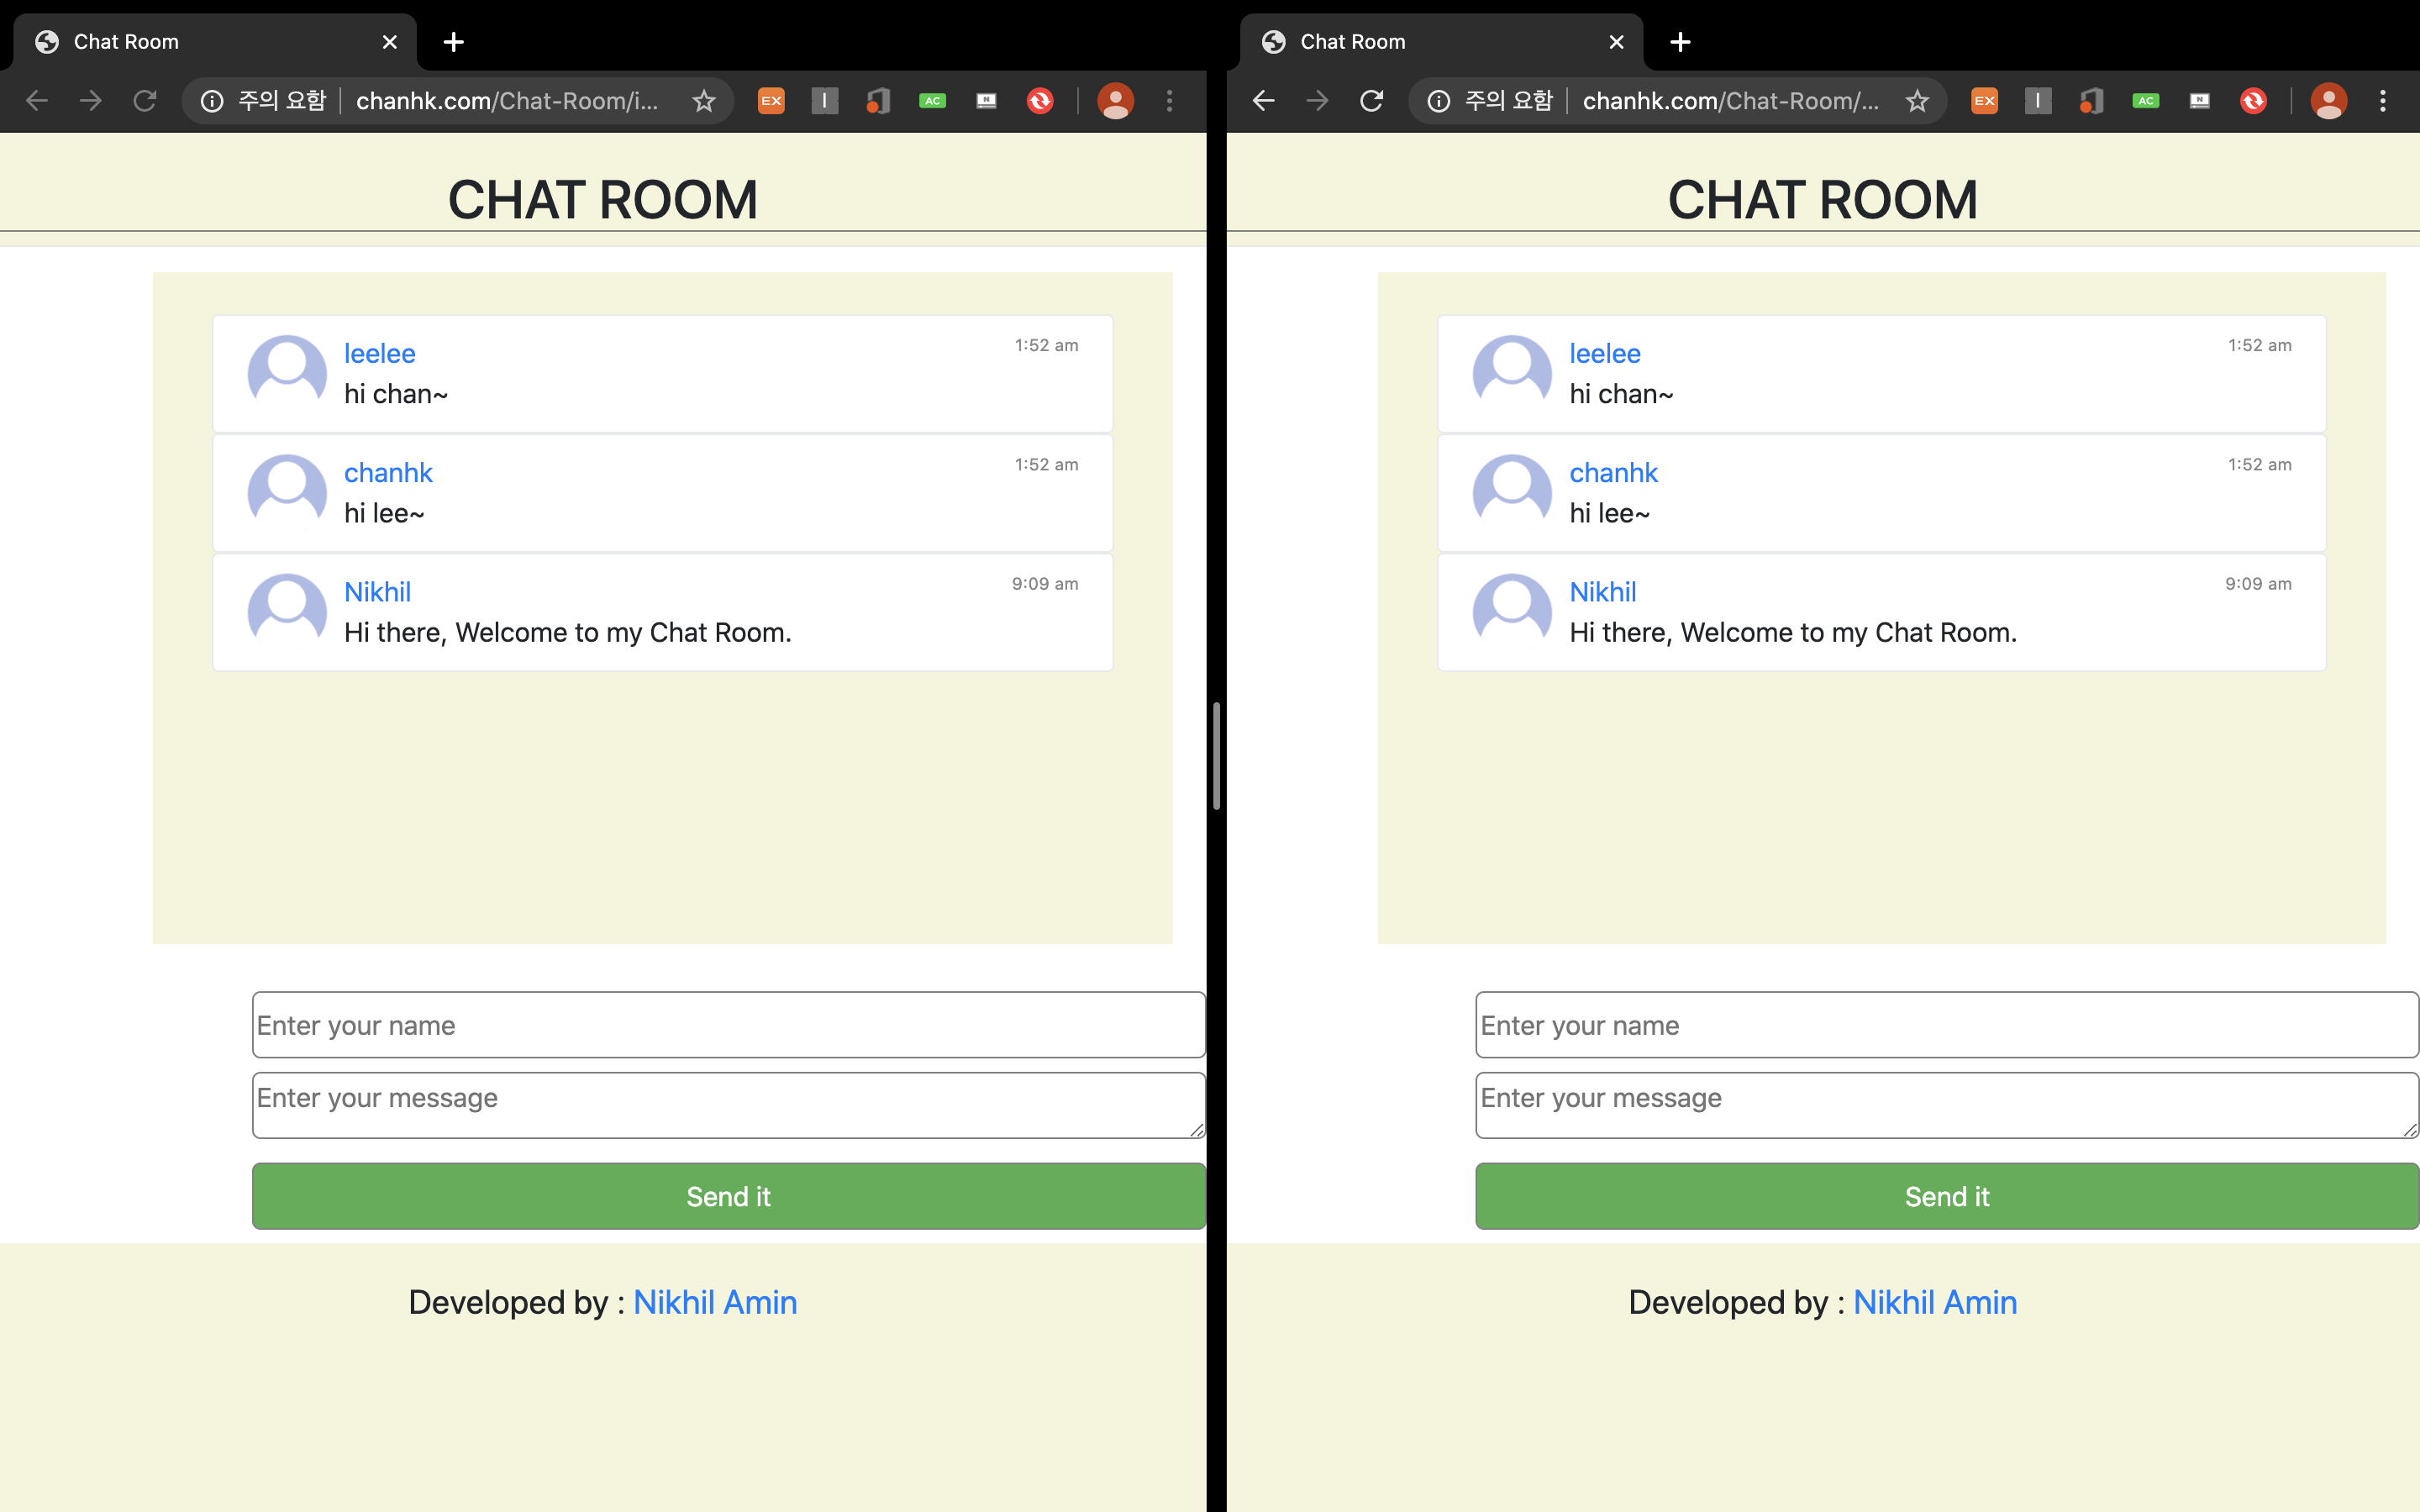 Chat Room
주의 요함 chanhk.com/Chat-Room/i...
EX
AC
N
CHAT ROOM
leelee 1:52 am
hi chan~
chanhk 1:52 am
hi lee~
Nikhil 9:09 am
Hi there, Welcome to my Chat Room.
Enter your name
Enter your message
Send it
Developed by : Nikhil Amin
Chat Room
주의 요함 chanhk.com/Chat-Room/...
EX
AC
N
CHAT ROOM
leelee 1:52 am
hi chan~
chanhk 1:52 am
hi lee~
Nikhil 9:09 am
Hi there, Welcome to my Chat Room.
Enter your name
Enter your message
Send it
Developed by : Nikhil Amin